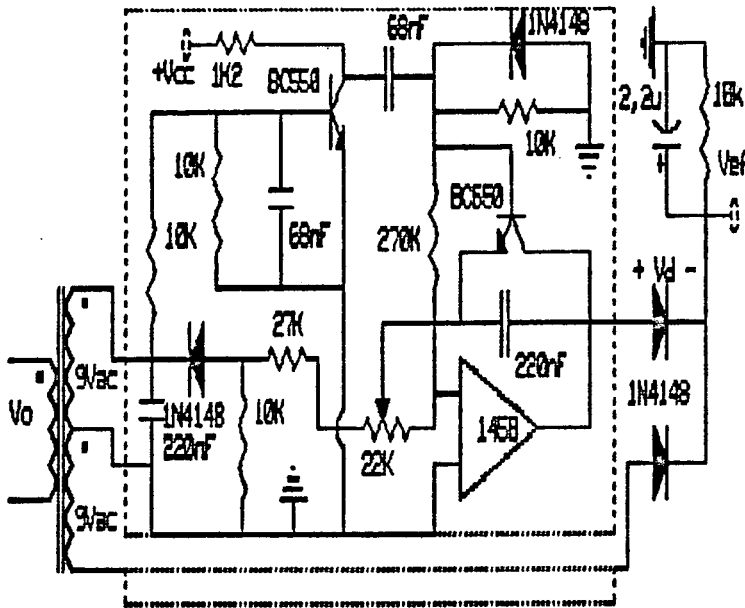 68nF
1N4148
+Vcc
1K2
BC550
2,2u
+
10K
Vef
10K
10K
10K
68nF
270K
BC550
+ Vd -
27K
220nF
9Vac
Vo
1N4148
220nF
10K
22K
1458
1N4148
9Vac